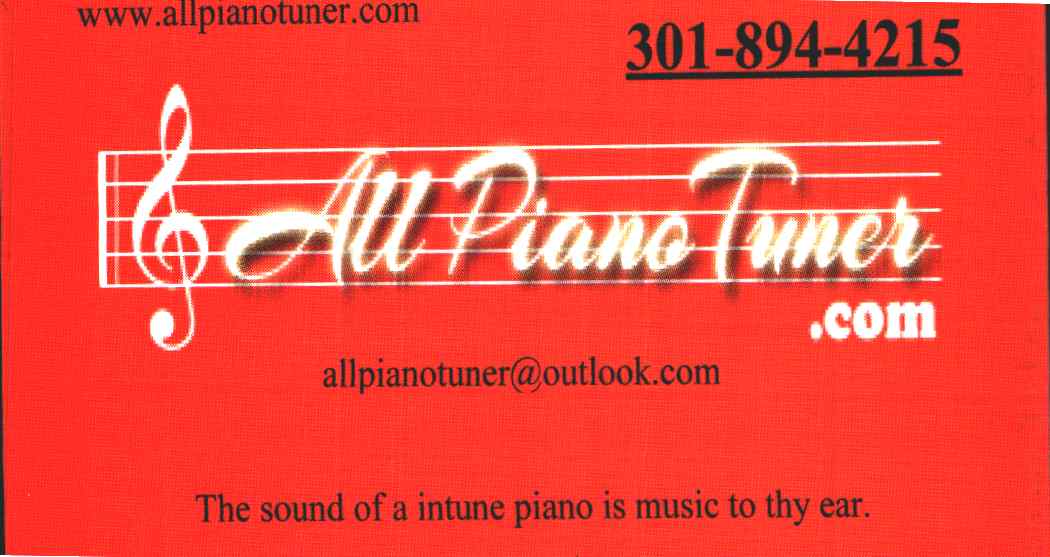 www.allpianotuner.com
301-894-4215
All Piano Tuner
.com
allpianotuner@outlook.com
The sound of a intune piano is music to thy ear.